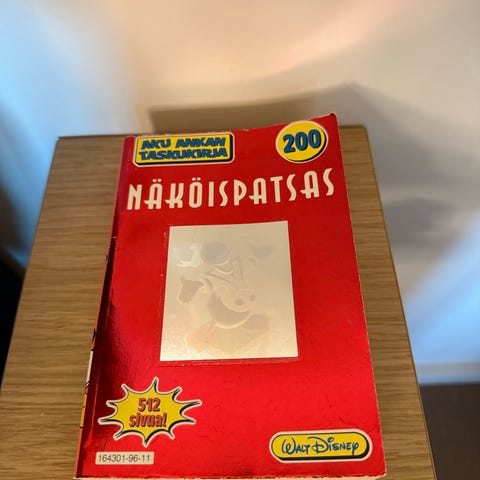 AKU ANKAN
TASKUKIRJA
200
NÄKÖISPATSAS
512
sivua!
164301-96-11
WALT DISNEY